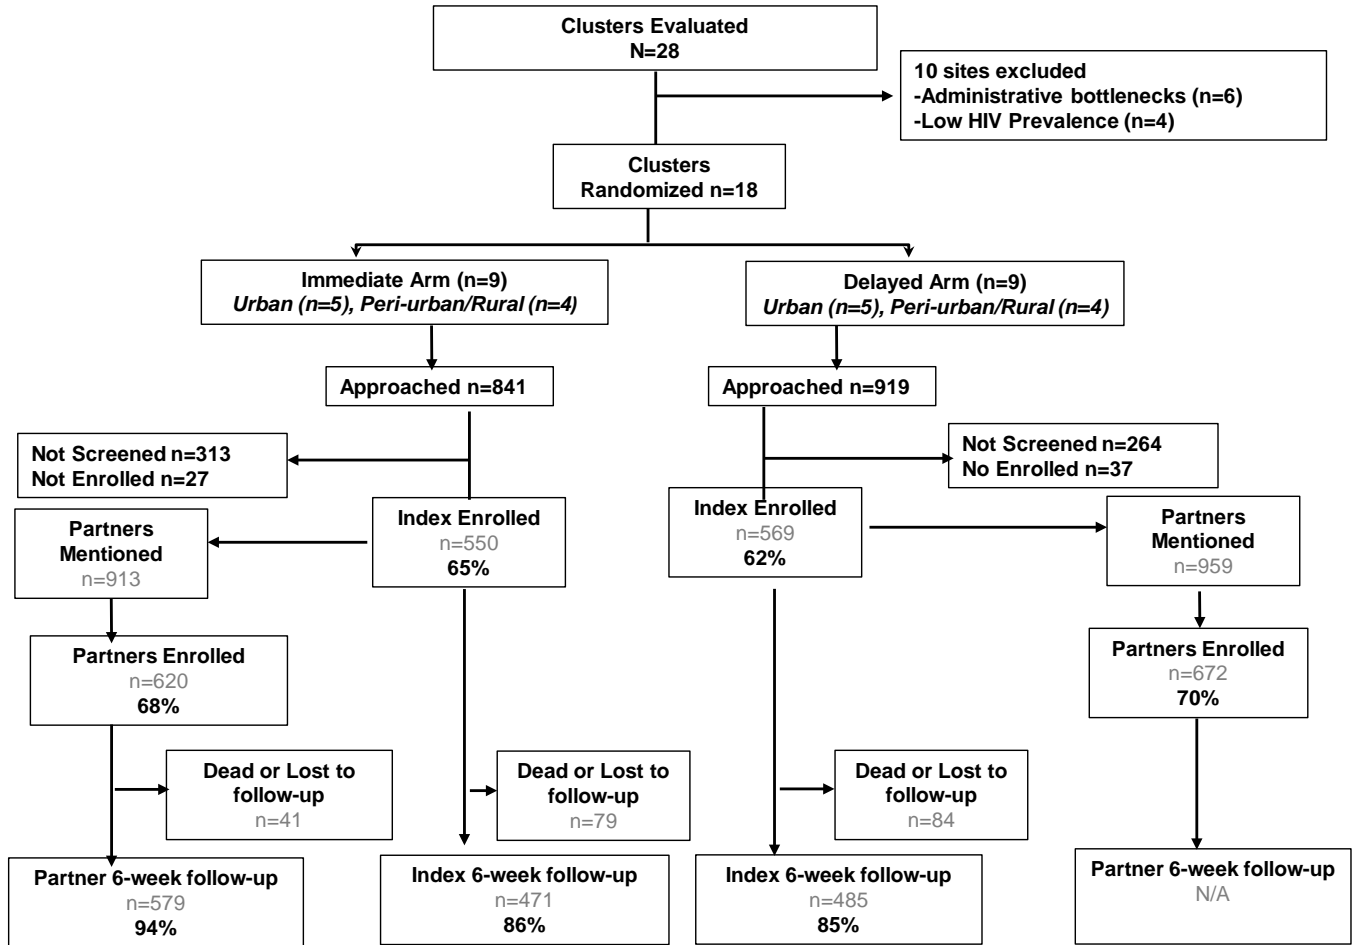 Clusters Evaluated
N=28
10 sites excluded
-Administrative bottlenecks (n=6)
-Low HIV Prevalence (n=4)
Clusters
Randomized n=18
Immediate Arm (n=9)
Urban (n=5), Peri-urban/Rural (n=4)
Delayed Arm (n=9)
Urban (n=5), Peri-urban/Rural (n=4)
Approached n=841
Approached n=919
Not Screened n=313
Not Enrolled n=27
Not Screened n=264
No Enrolled n=37
Partners
Mentioned
n=913
Index Enrolled
n=550
65%
Index Enrolled
n=569
62%
Partners
Mentioned
n=959
Partners Enrolled
n=620
68%
Partners Enrolled
n=672
70%
Dead or Lost to
follow-up
n=41
Dead or Lost to
follow-up
n=79
Dead or Lost to
follow-up
n=84
Partner 6-week follow-up
n=579
94%
Index 6-week follow-up
n=471
86%
Index 6-week follow-up
n=485
85%
Partner 6-week follow-up
N/A